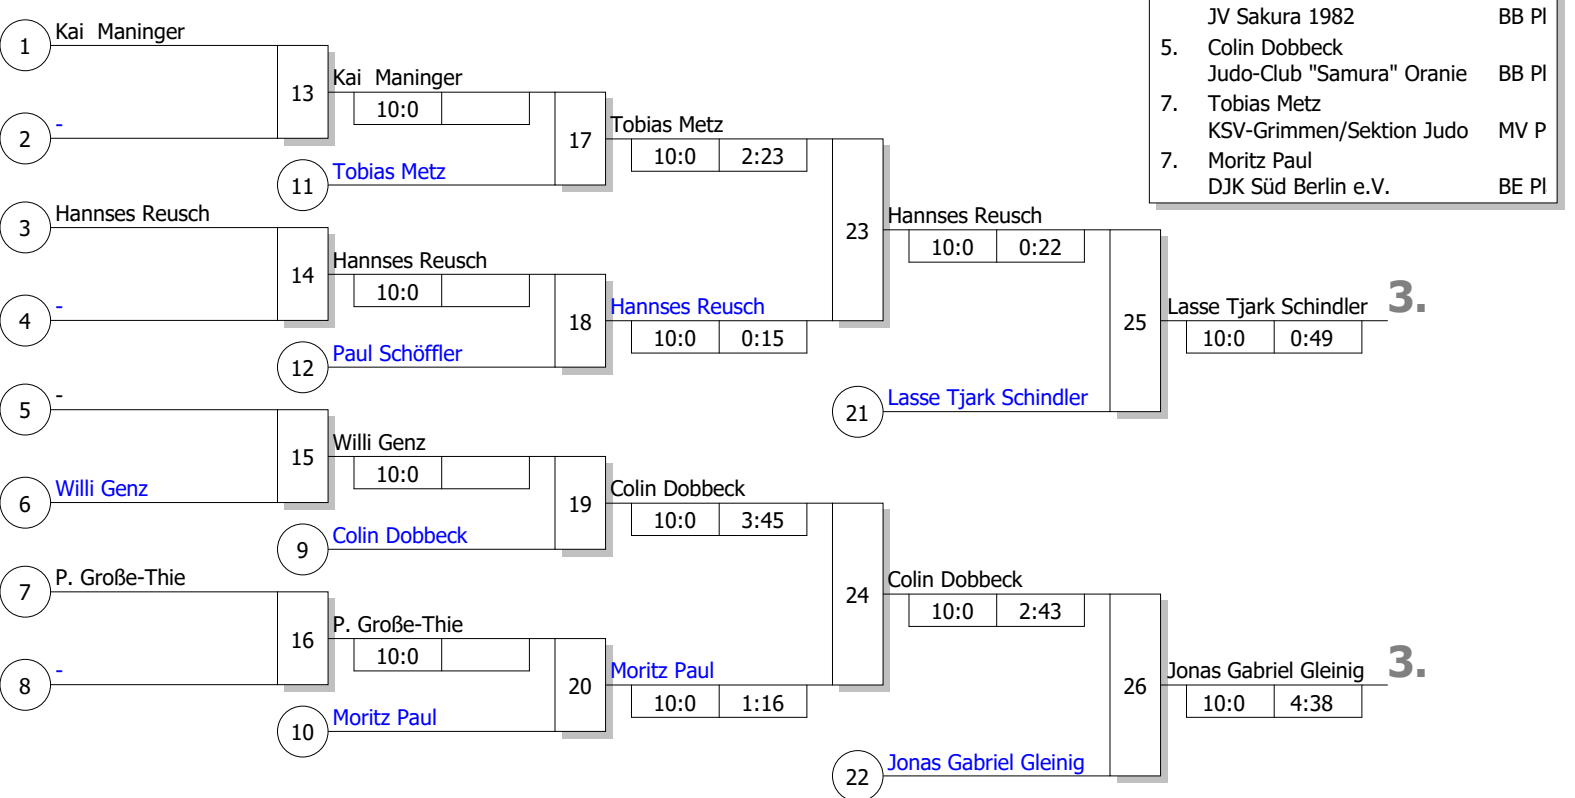 JV Sakura 1982 BB Pl
5. Colin Dobbeck
Judo-Club "Samura" Oranie BB Pl
7. Tobias Metz
KSV-Grimmen/Sektion Judo MV P
7. Moritz Paul
DJK Süd Berlin e.V. BE Pl
1 Kai  Maninger
13 Kai  Maninger
10:0
2 -
17 Tobias Metz
10:0 2:23
11 Tobias Metz
3 Hannses Reusch
23 Hannses Reusch
10:0 0:22
14 Hannses Reusch
10:0
4 -
18 Hannses Reusch
10:0 0:15
25 Lasse Tjark Schindler 3.
10:0 0:49
12 Paul Schöffler
5 -
21 Lasse Tjark Schindler
15 Willi Genz
10:0
6 Willi Genz
19 Colin Dobbeck
10:0 3:45
9 Colin Dobbeck
7 P. Große-Thie
24 Colin Dobbeck
10:0 2:43
16 P. Große-Thie
10:0
8 -
20 Moritz Paul
10:0 1:16
26 Jonas Gabriel Gleinig 3.
10:0 4:38
10 Moritz Paul
22 Jonas Gabriel Gleinig